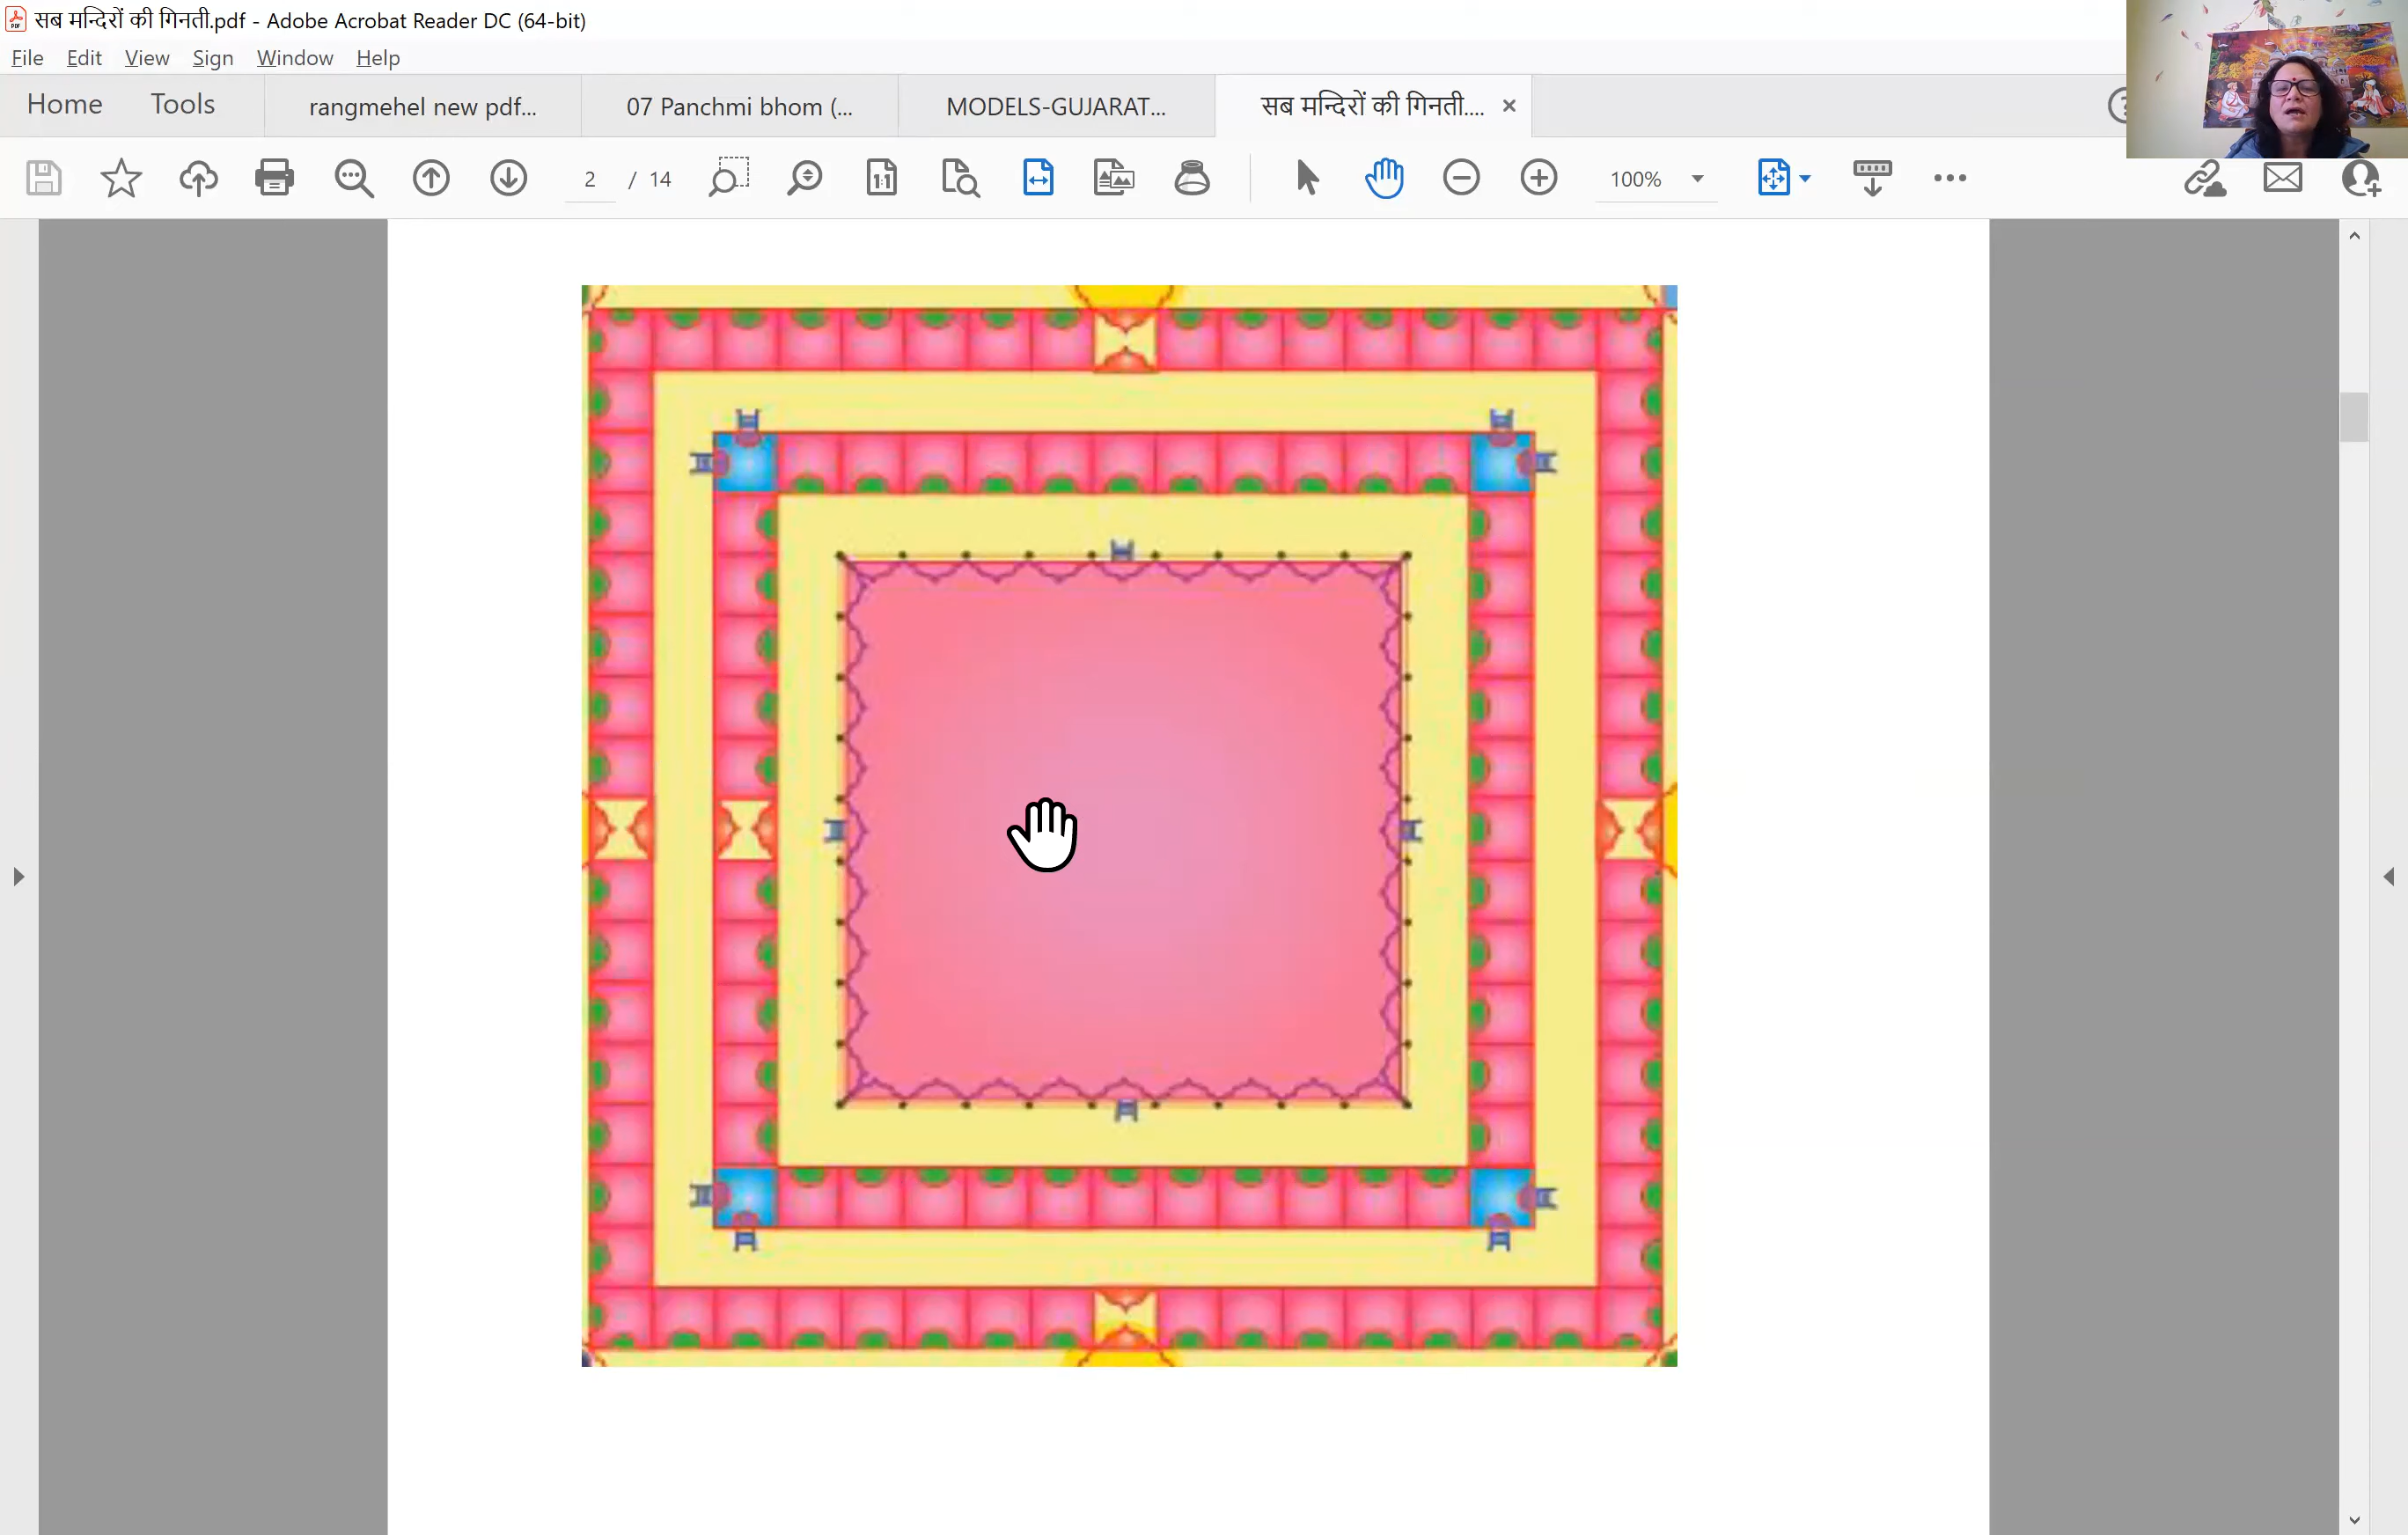 सब मन्दिरों की गिनती.pdf - Adobe Acrobat Reader DC (64-bit)
File Edit View Sign Window Help
Home Tools rangmehel new pdf... 07 Panchmi bhom (... MODELS-GUJARAT... सब मन्दिरों की गिनती....
2 / 14 100%